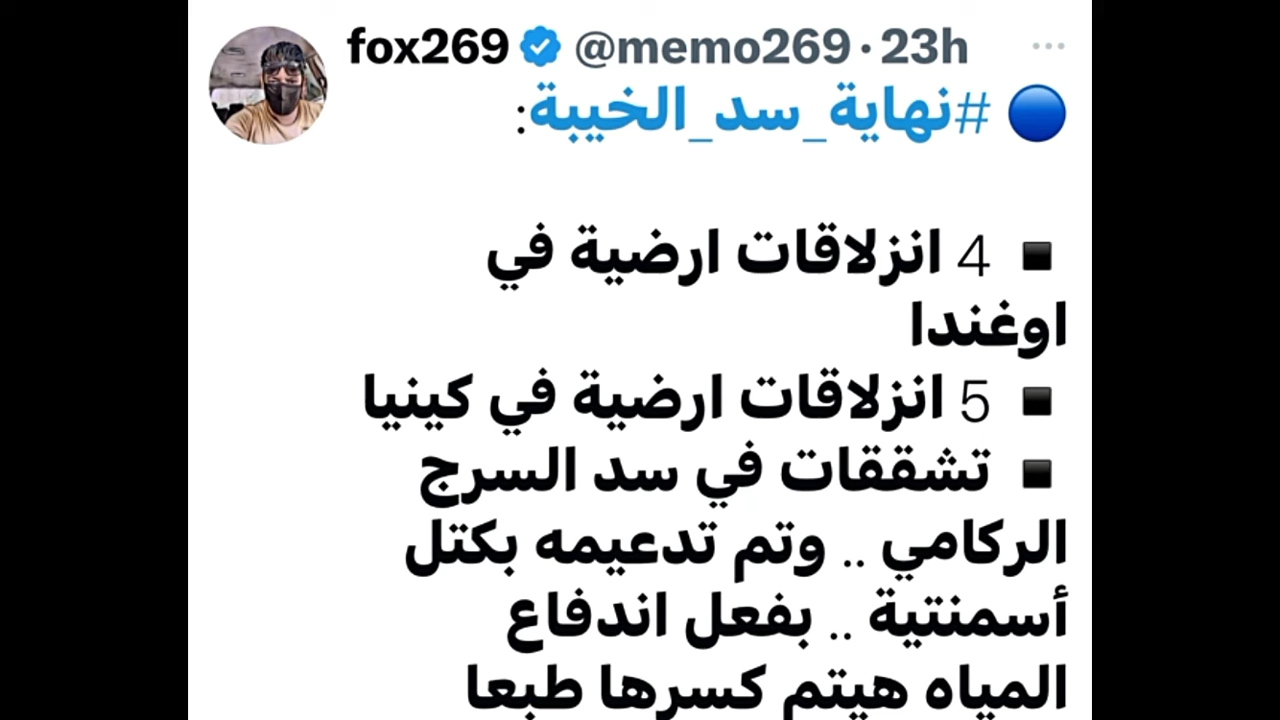 fox269 @memo269 · 23h
#نهاية_سد_الخيبة:
4 انزلاقات ارضية في
اوغندا
5 انزلاقات ارضية في كينيا
تشققات في سد السرج
الركامي .. وتم تدعيمه بكتل
أسمنتية .. بفعل اندفاع
المياه هيتم كسرها طبعا